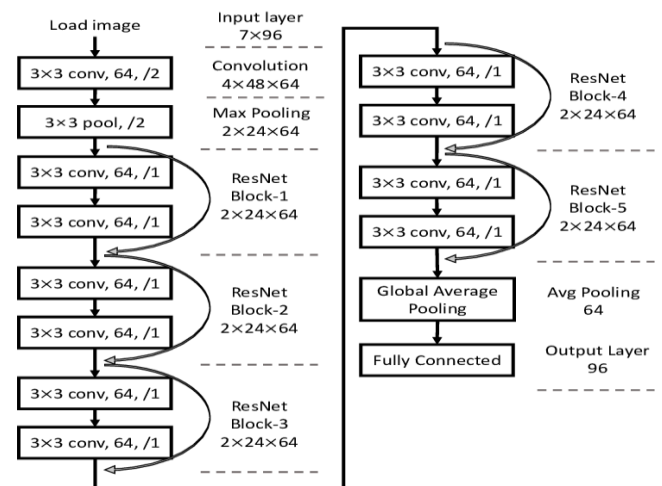 Load image
Input layer
7×96
3×3 conv, 64, /2
Convolution
4×48×64
3×3 pool, /2
Max Pooling
2×24×64
3×3 conv, 64, /1
3×3 conv, 64, /1
ResNet
Block-1
2×24×64
3×3 conv, 64, /1
3×3 conv, 64, /1
ResNet
Block-2
2×24×64
3×3 conv, 64, /1
3×3 conv, 64, /1
ResNet
Block-3
2×24×64
3×3 conv, 64, /1
3×3 conv, 64, /1
ResNet
Block-4
2×24×64
3×3 conv, 64, /1
3×3 conv, 64, /1
ResNet
Block-5
2×24×64
Global Average
Pooling
Avg Pooling
64
Fully Connected
Output Layer
96